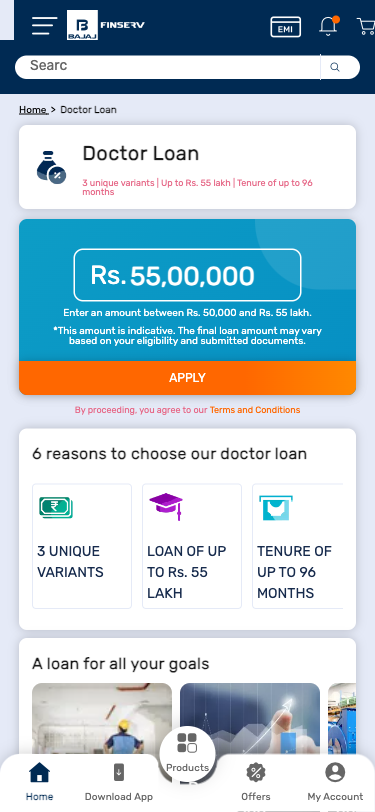 BAJAJ FINSERV
EMI
Searc
Home > Doctor Loan
Doctor Loan
3 unique variants | Up to Rs. 55 lakh | Tenure of up to 96
months
Rs. 55,00,000
Enter an amount between Rs. 50,000 and Rs. 55 lakh.
*This amount is indicative. The final loan amount may vary
based on your eligibility and submitted documents.
APPLY
By proceeding, you agree to our Terms and Conditions
6 reasons to choose our doctor loan
3 UNIQUE
VARIANTS
LOAN OF UP
TO Rs. 55
LAKH
TENURE OF
UP TO 96
MONTHS
A loan for all your goals
Home
Download App
Products
Offers
My Account